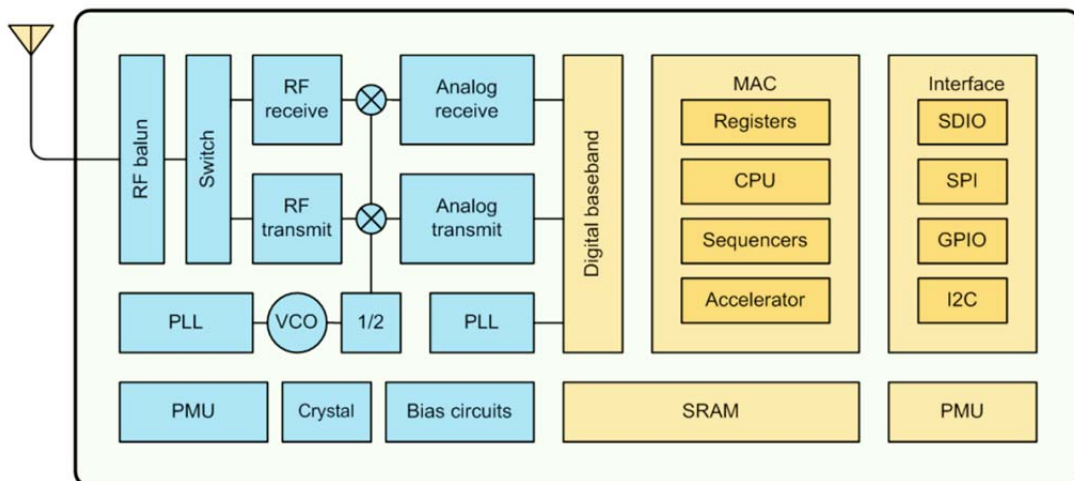 RF balun
Switch
RF
receive
Analog
receive
RF
transmit
Analog
transmit
PLL
VCO
1/2
PLL
Digital baseband
MAC
Registers
CPU
Sequencers
Accelerator
Interface
SDIO
SPI
GPIO
I2C
PMU
Crystal
Bias circuits
SRAM
PMU